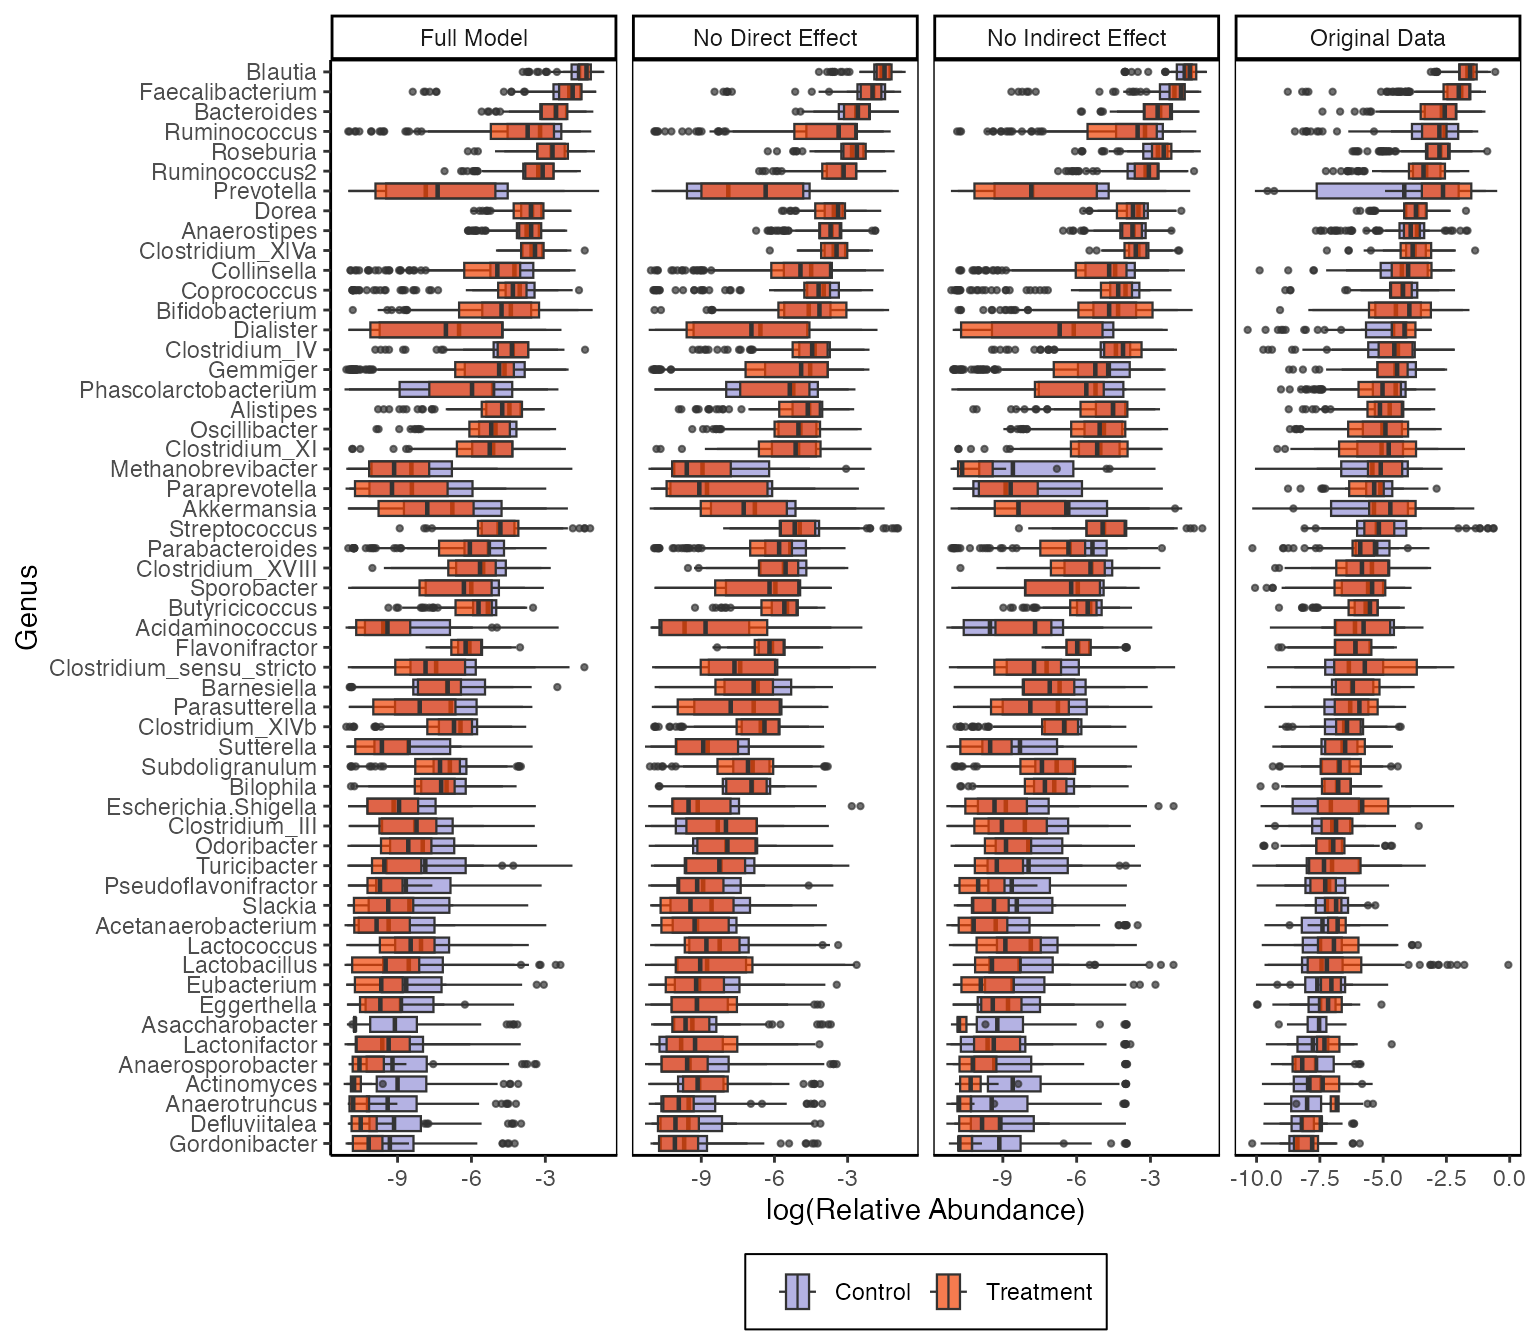 Full Model
No Direct Effect
No Indirect Effect
Original Data
Genus
Blautia
Faecalibacterium
Bacteroides
Ruminococcus
Roseburia
Ruminococcus2
Prevotella
Dorea
Anaerostipes
Clostridium_XIVa
Collinsella
Coprococcus
Bifidobacterium
Dialister
Clostridium_IV
Gemmiger
Phascolarctobacterium
Alistipes
Oscillibacter
Clostridium_XI
Methanobrevibacter
Paraprevotella
Akkermansia
Streptococcus
Parabacteroides
Clostridium_XVIII
Sporobacter
Butyricicoccus
Acidaminococcus
Flavonifractor
Clostridium_sensu_stricto
Barnesiella
Parasutterella
Clostridium_XIVb
Sutterella
Subdoligranulum
Bilophila
Escherichia.Shigella
Clostridium_III
Odoribacter
Turicibacter
Pseudoflavonifractor
Slackia
Acetanaerobacterium
Lactococcus
Lactobacillus
Eubacterium
Eggerthella
Asaccharobacter
Lactonifactor
Anaerosporobacter
Actinomyces
Anaerotruncus
Defluviitalea
Gordonibacter
-9 -6 -3
-9 -6 -3
-9 -6 -3
-10.0 -7.5 -5.0 -2.5 0.0
log(Relative Abundance)
Control
Treatment